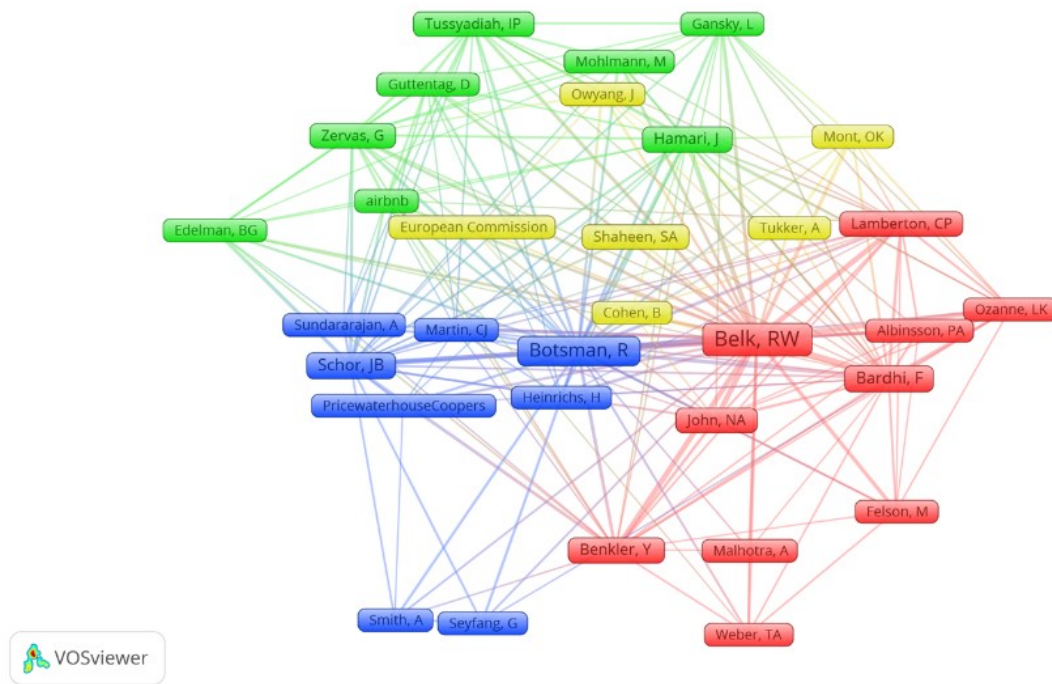 Tussyadiah, IP
Gansky, L
Mohlmann, M
Guttentag, D
Owyang, J
Zervas, G
Hamari, J
Mont, OK
airbnb
Edelman, BG
European Commission
Shaheen, SA
Tukker, A
Lamberton, CP
Cohen, B
Ozanne, LK
Sundararajan, A
Martin, CJ
Belk, RW
Albinsson, PA
Botsman, R
Schor, JB
Bardhi, F
PricewaterhouseCoopers
Heinrichs, H
John, NA
Felson, M
Benkler, Y
Malhotra, A
Smith, A
Seyfang, G
Weber, TA
VOSviewer